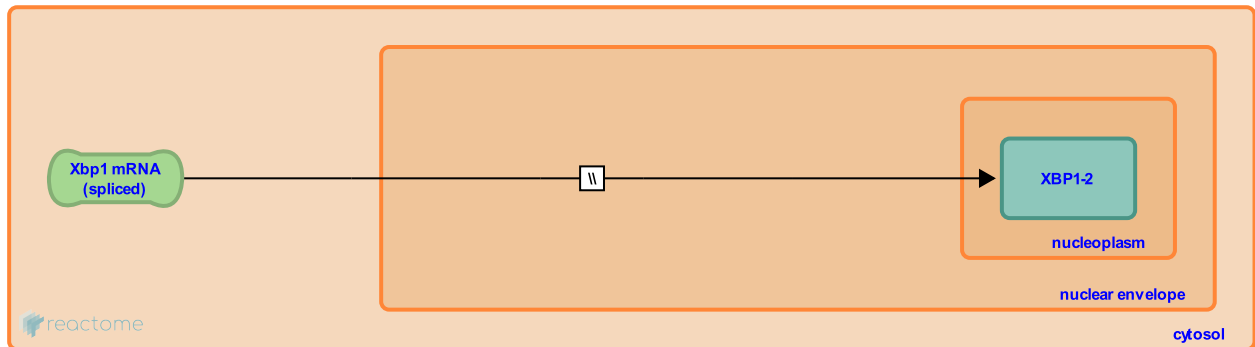 Xbp1 mRNA
(spliced)
\\
XBP1-2
nucleoplasm
nuclear envelope
reactome
cytosol